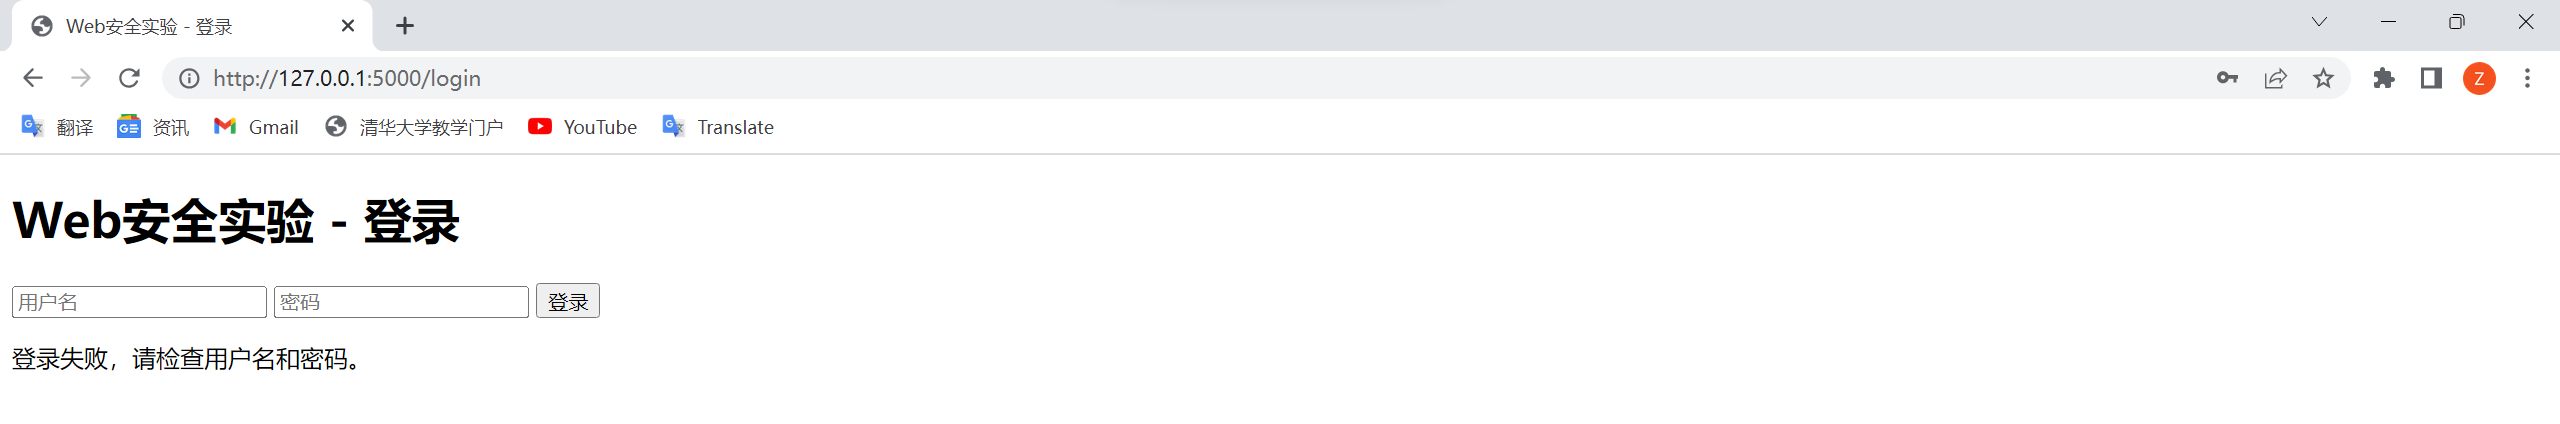 Web安全实验 - 登录
http://127.0.0.1:5000/login
Z
翻译 资讯 Gmail 清华大学教学门户 YouTube Translate
Web安全实验 - 登录
用户名 密码 登录
登录失败，请检查用户名和密码。